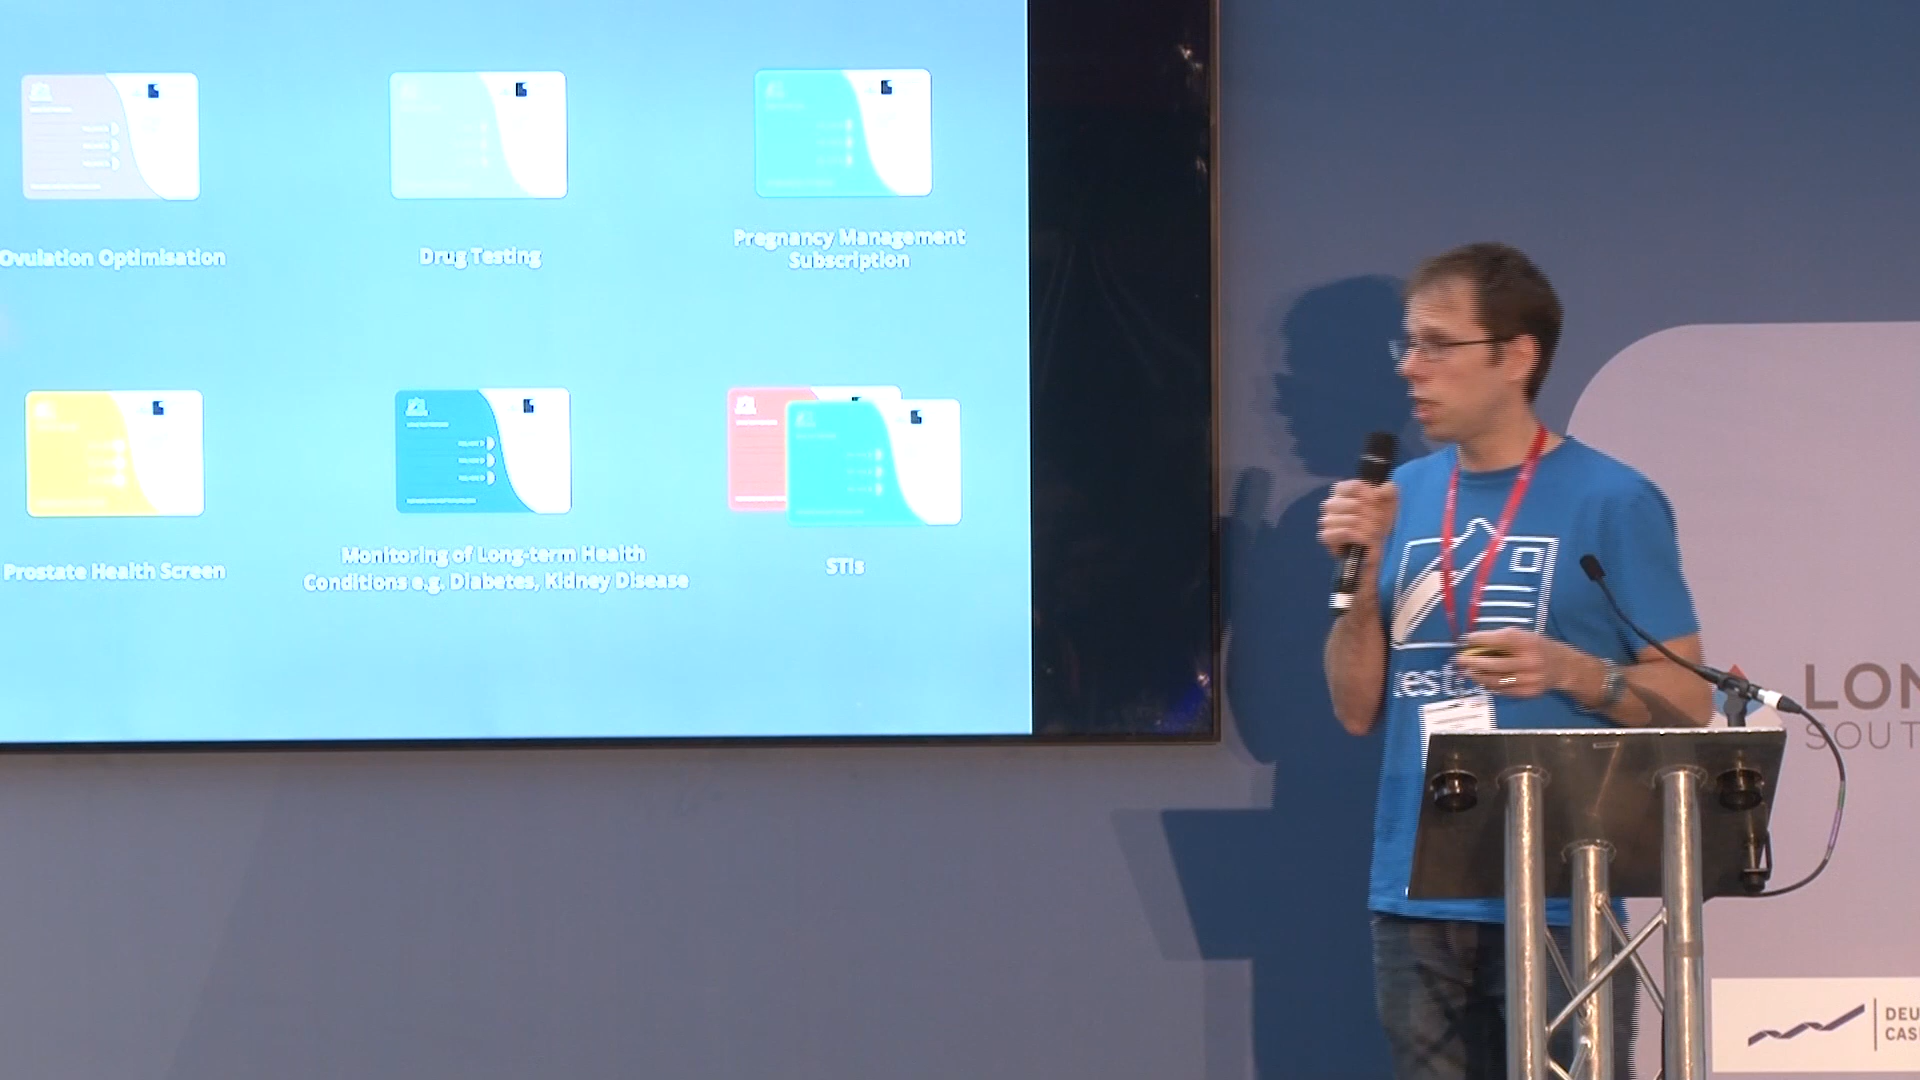 Ovulation Optimisation
Drug Testing
Pregnancy Management
Subscription
Prostate Health Screen
Monitoring of Long-term Health
Conditions e.g. Diabetes, Kidney Disease
STIs
LON
SOUT
DEU
CAS